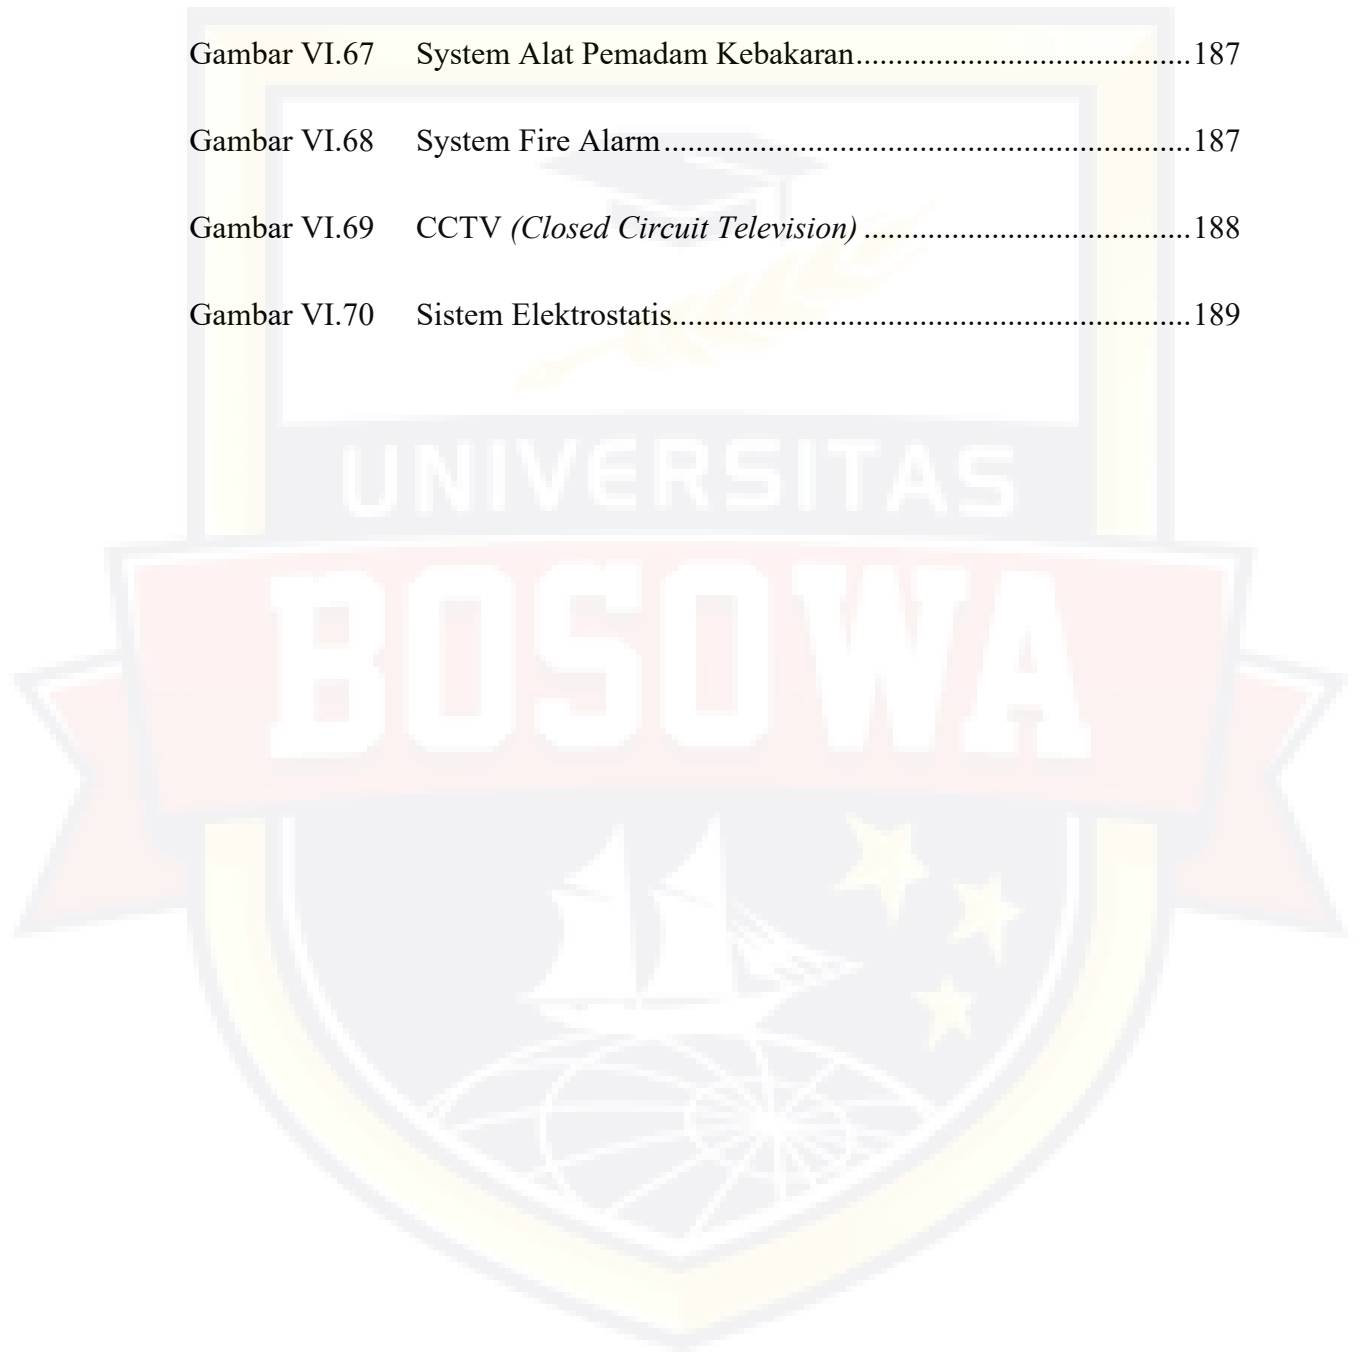 Gambar VI.67 System Alat Pemadam Kebakaran..........................................187
Gambar VI.68 System Fire Alarm..................................................................187
Gambar VI.69 CCTV (Closed Circuit Television).........................................188
Gambar VI.70 Sistem Elektrostatis.................................................................189
UNIVERSITAS
BOSOWA